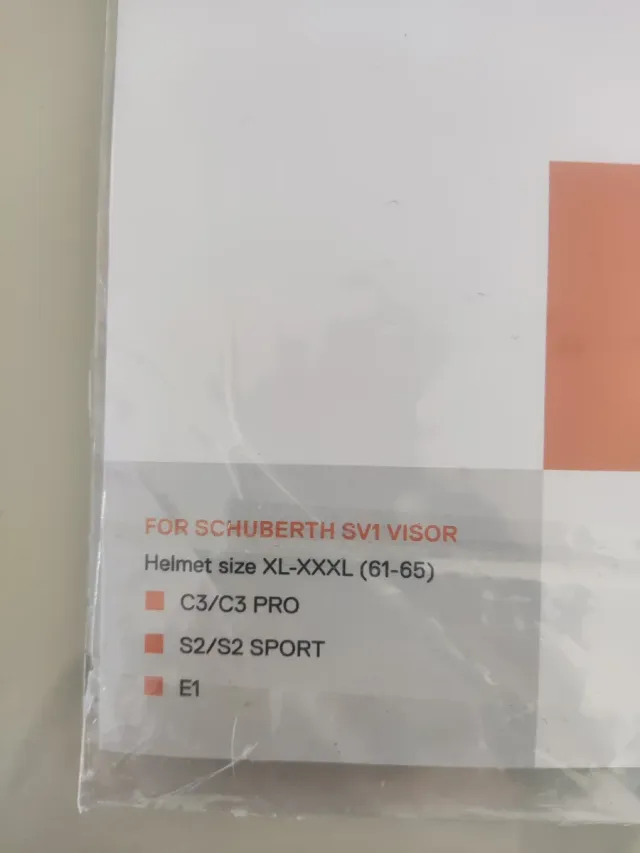 FOR SCHUBERTH SV1 VISOR
Helmet size XL-XXXL (61-65)
C3/C3 PRO
S2/S2 SPORT
E1